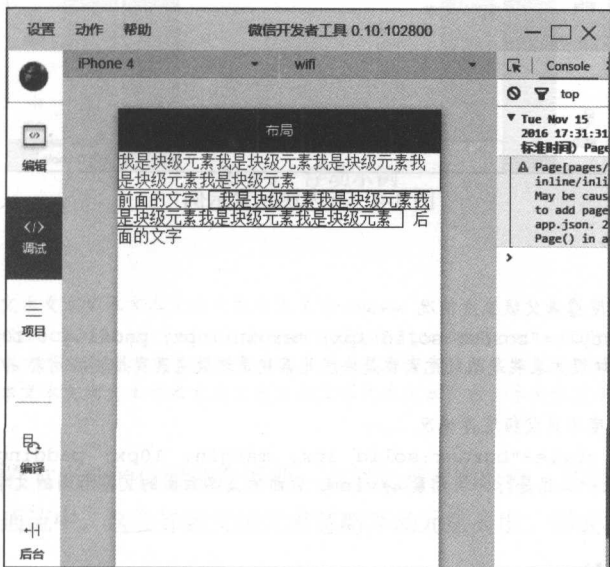 设置 动作 帮助 微信开发者工具 0.10.102800
iPhone 4 wifi Console
top
编辑
调试
项目
编译
后台
布局
我是块级元素我是块级元素我是块级元素我
是块级元素我是块级元素
前面的文字 我是块级元素我是块级元素我
是块级元素我是块级元素我是块级元素 后
面的文字
Tue Nov 15
2016 17:31:31
标准时间) Page
Page[pages/
inline/inli
May be caus
to add page
app.json. 2
Page() in a